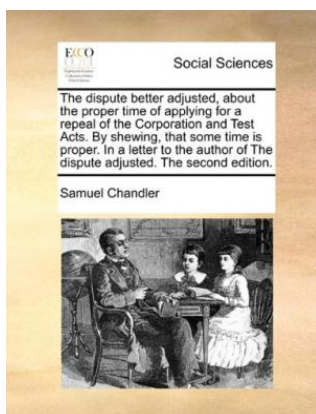 ECCO
Social Sciences
The dispute better adjusted, about
the proper time of applying for a
repeal of the Corporation and Test
Acts. By shewing, that some time is
proper. In a letter to the author of The
dispute adjusted. The second edition.
Samuel Chandler